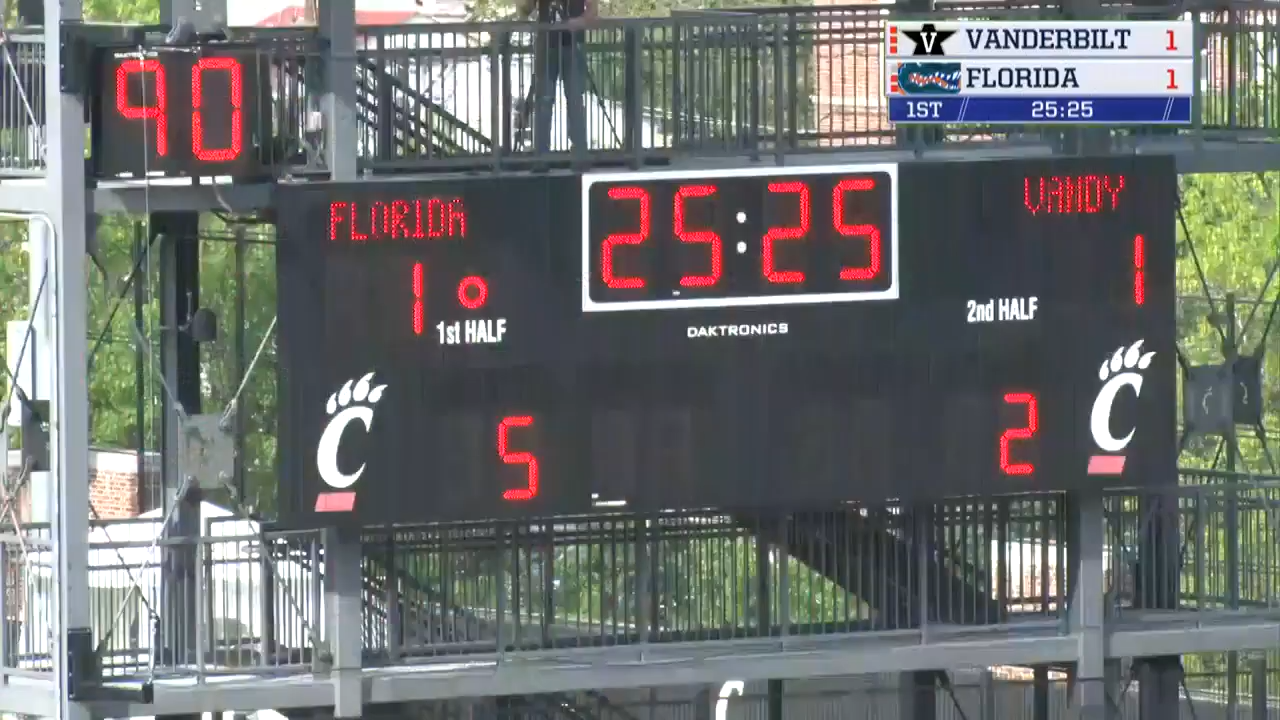 90
VANDERBILT 1
FLORIDA 1
1ST 25:25
FLORIDA 25:25 VANDY
1 1
1st HALF 2nd HALF
DAKTRONICS
C C
5 2